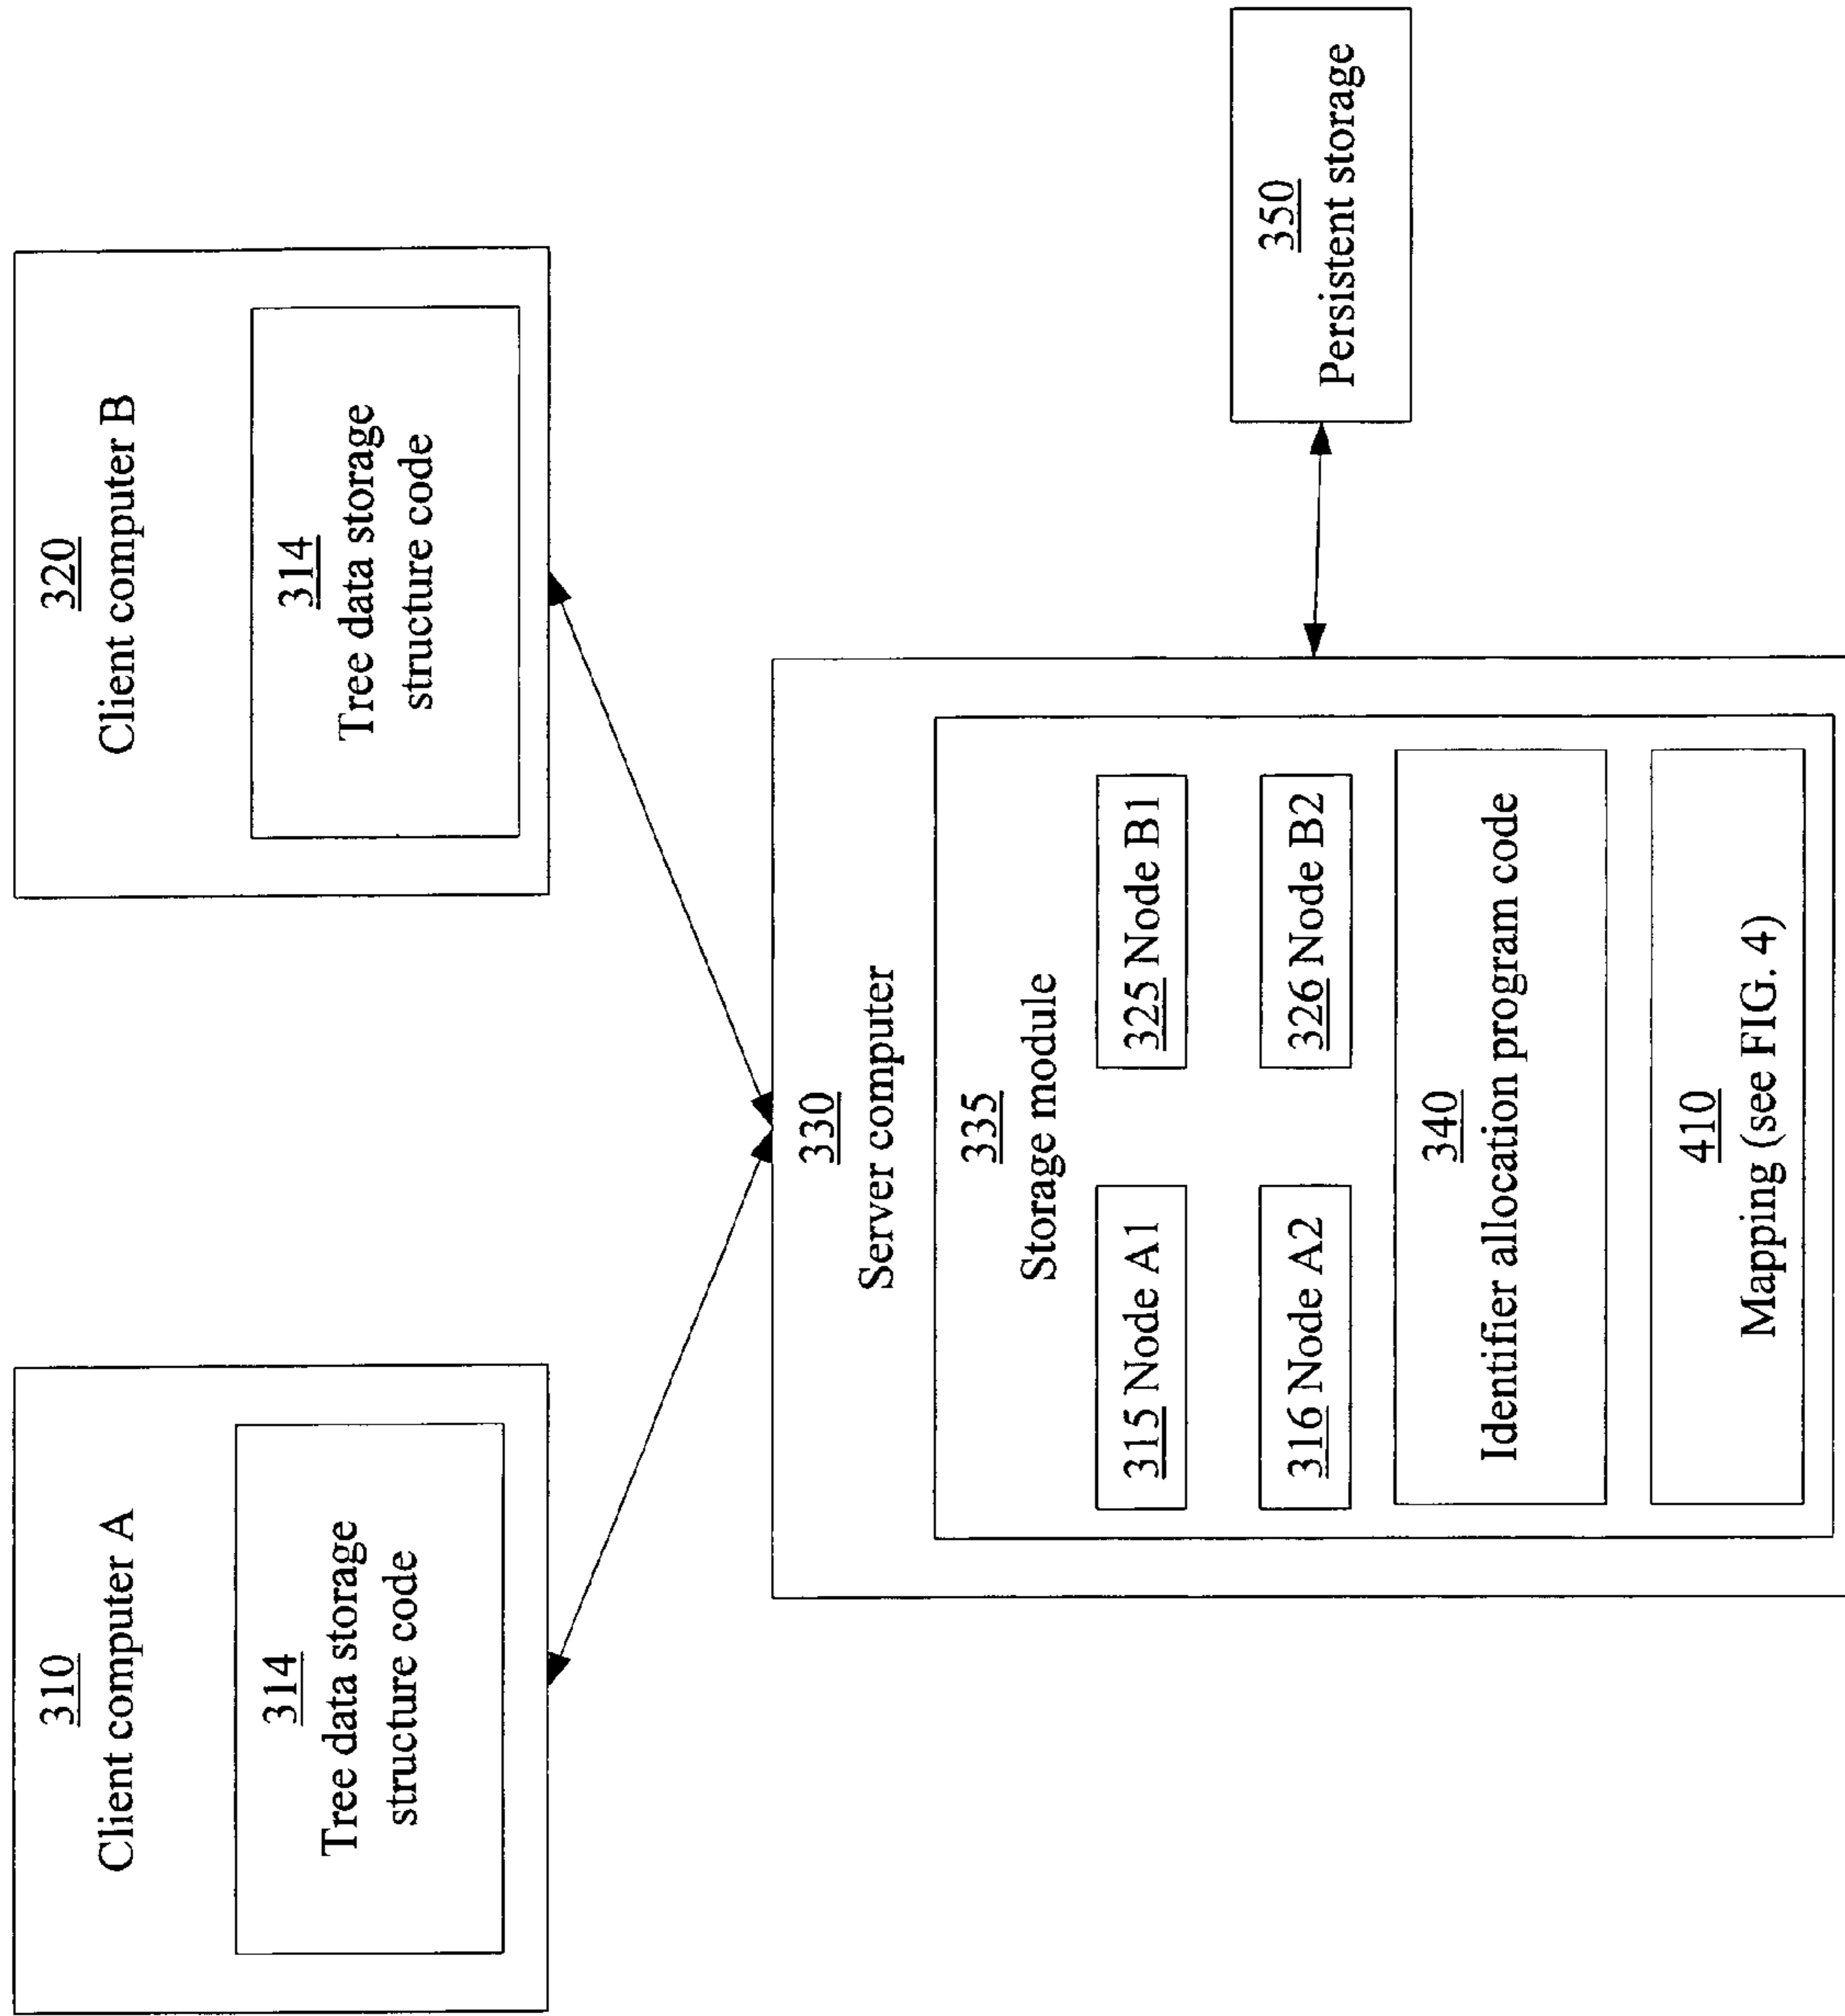 310
Client computer A
314
Tree data storage
structure code
320
Client computer B
314
Tree data storage
structure code
330
Server computer
335
Storage module
315 Node A1
325 Node B1
316 Node A2
326 Node B2
340
Identifier allocation program code
410
Mapping (see FIG. 4)
350
Persistent storage